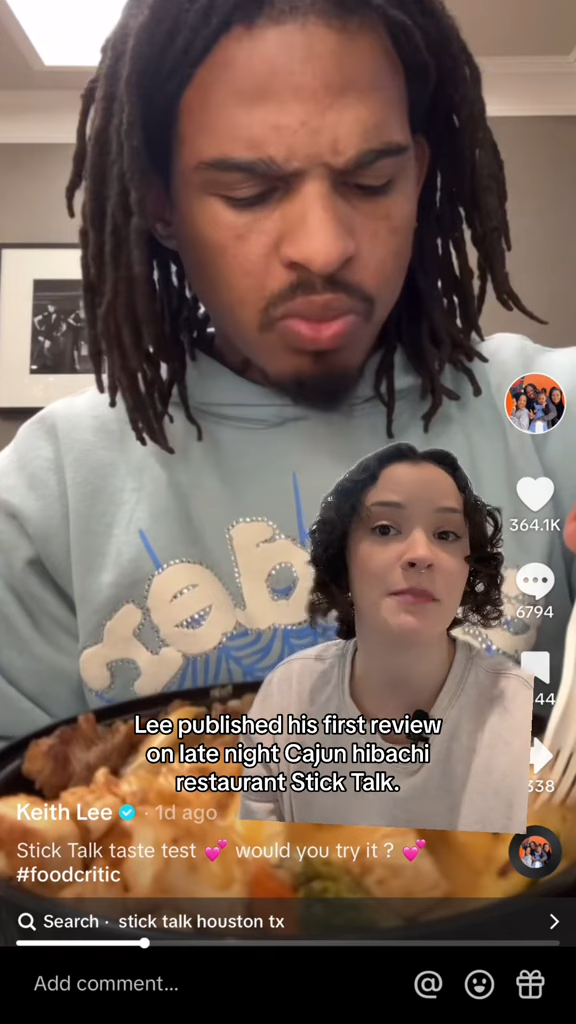 364.1K
6794
44
338
Lee published his first review
on late night Cajun hibachi
restaurant Stick Talk.
Keith Lee · 1d ago
Stick Talk taste test 💕 would you try it ? 💕
#foodcritic
Search · stick talk houston tx
Add comment...